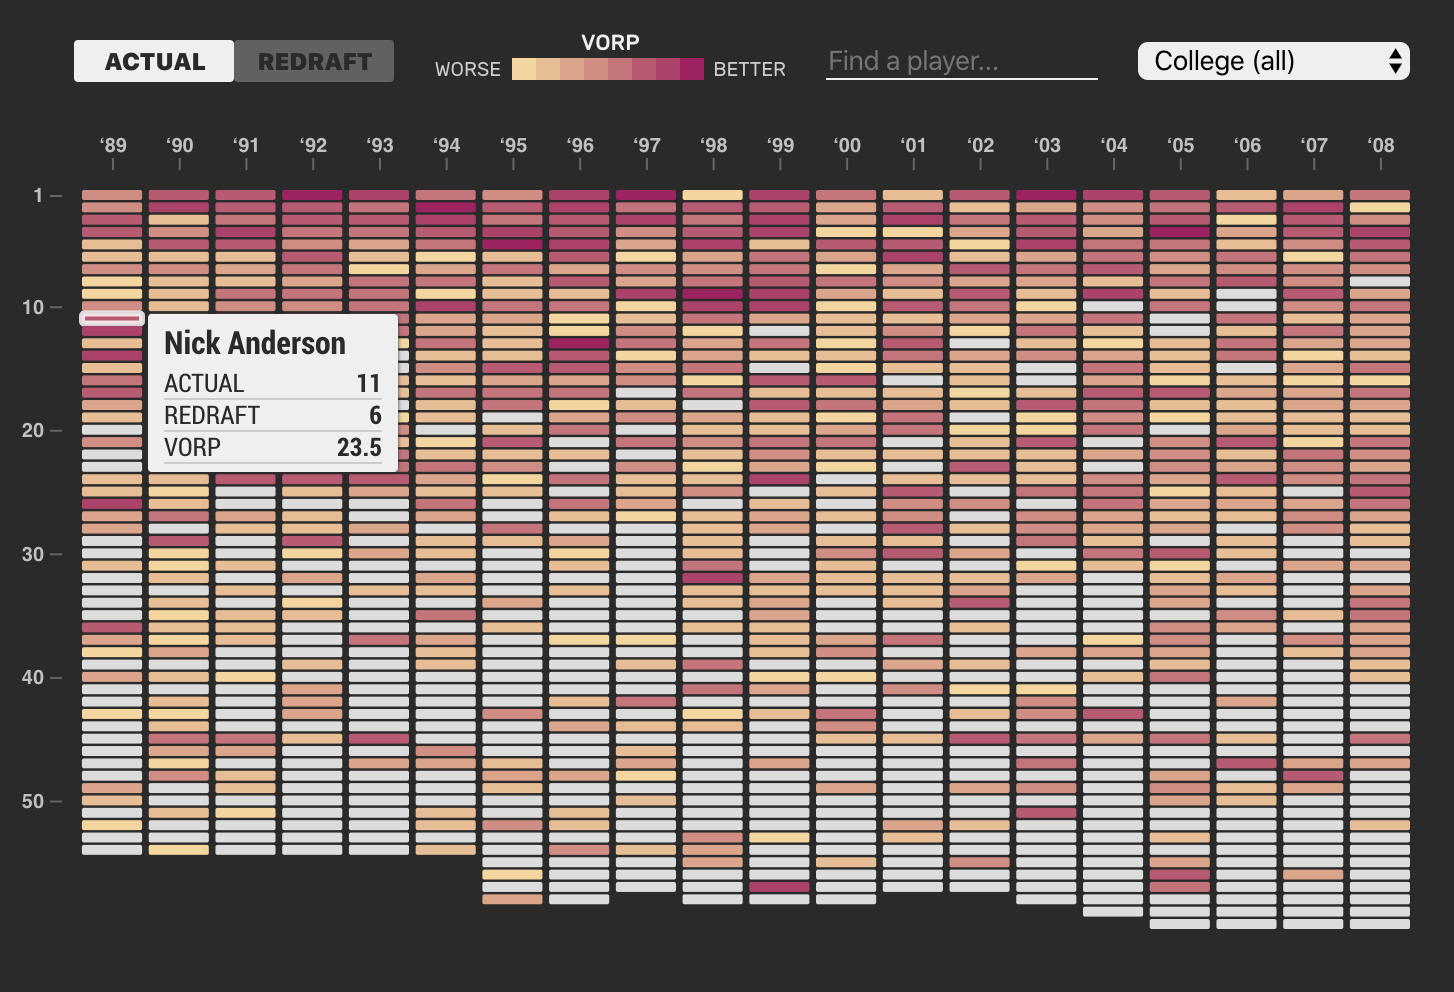 ACTUAL REDRAFT
VORP
WORSE BETTER
Find a player...
College (all)
‘89 ‘90 ‘91 ‘92 ‘93 ‘94 ‘95 ‘96 ‘97 ‘98 ‘99 ‘00 ‘01 ‘02 ‘03 ‘04 ‘05 ‘06 ‘07 ‘08
1
10
Nick Anderson
ACTUAL 11
REDRAFT 6
VORP 23.5
20
30
40
50